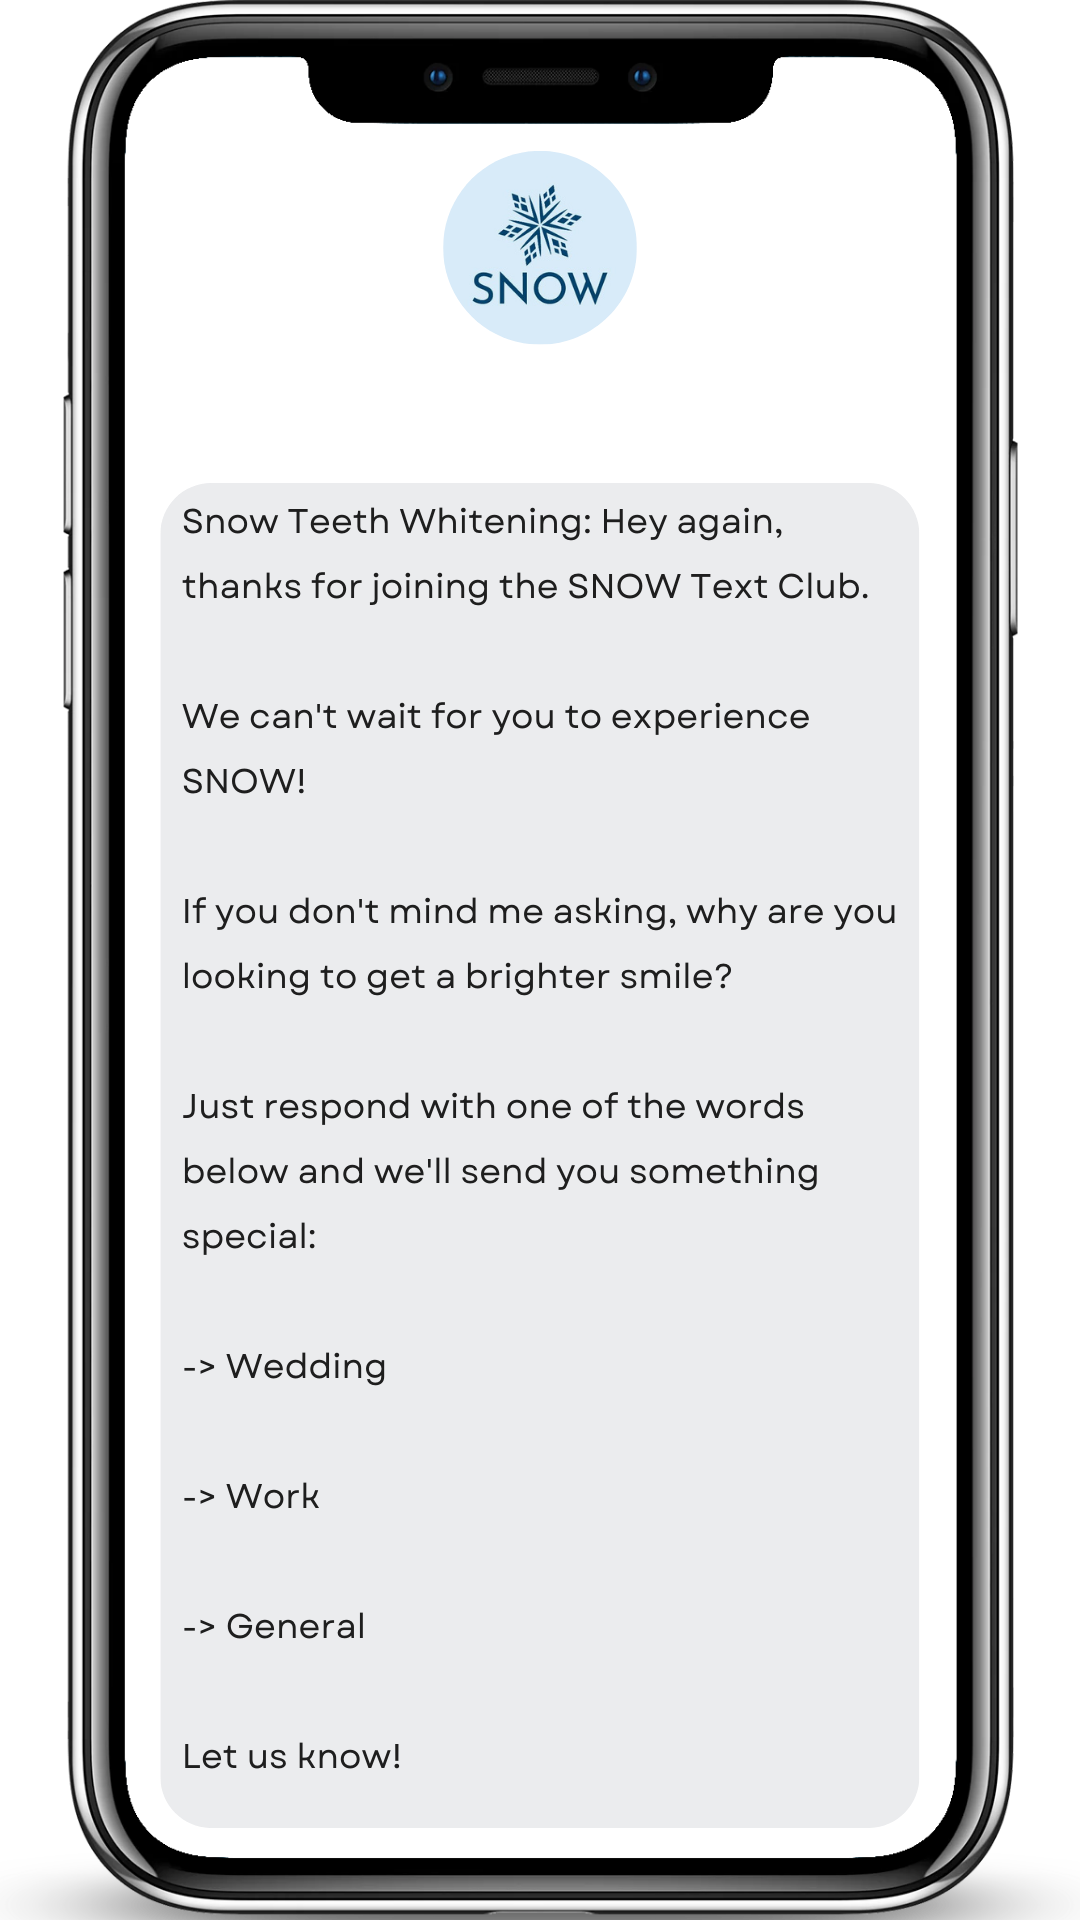 SNOW
Snow Teeth Whitening: Hey again,
thanks for joining the SNOW Text Club.
We can't wait for you to experience
SNOW!
If you don't mind me asking, why are you
looking to get a brighter smile?
Just respond with one of the words
below and we'll send you something
special:
-> Wedding
-> Work
-> General
Let us know!